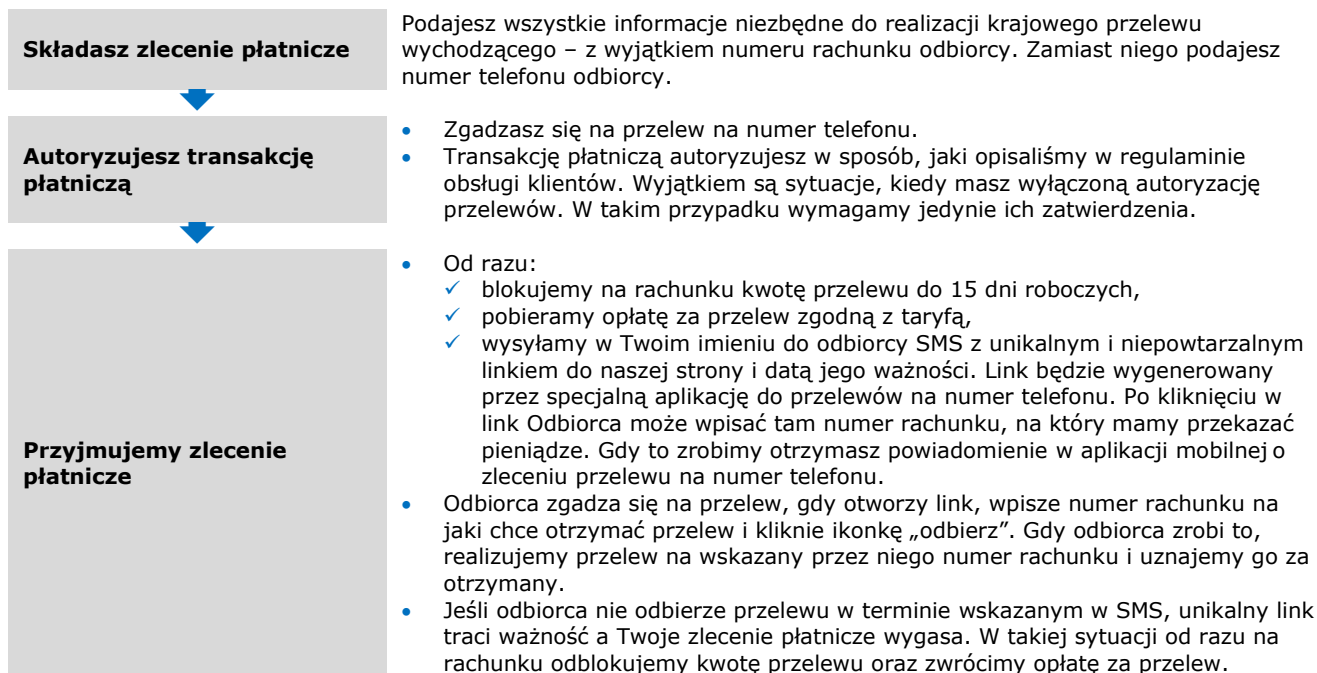 Składasz zlecenie płatnicze
Podajesz wszystkie informacje niezbędne do realizacji krajowego przelewu
wychodzącego – z wyjątkiem numeru rachunku odbiorcy. Zamiast niego podajesz
numer telefonu odbiorcy.
Autoryzujesz transakcję
płatniczą
• Zgadzasz się na przelew na numer telefonu.
• Transakcję płatniczą autoryzujesz w sposób, jaki opisaliśmy w regulaminie
obsługi klientów. Wyjątkiem są sytuacje, kiedy masz wyłączoną autoryzację
przelewów. W takim przypadku wymagamy jedynie ich zatwierdzenia.
Przyjmujemy zlecenie
płatnicze
• Od razu:
✓ blokujemy na rachunku kwotę przelewu do 15 dni roboczych,
✓ pobieramy opłatę za przelew zgodną z taryfą,
✓ wysyłamy w Twoim imieniu do odbiorcy SMS z unikalnym i niepowtarzalnym
linkiem do naszej strony i datą jego ważności. Link będzie wygenerowany
przez specjalną aplikację do przelewów na numer telefonu. Po kliknięciu w
link Odbiorca może wpisać tam numer rachunku, na który mamy przekazać
pieniądze. Gdy to zrobimy otrzymasz powiadomienie w aplikacji mobilnej o
zleceniu przelewu na numer telefonu.
• Odbiorca zgadza się na przelew, gdy otworzy link, wpisze numer rachunku na
jaki chce otrzymać przelew i kliknie ikonkę „odbierz”. Gdy odbiorca zrobi to,
realizujemy przelew na wskazany przez niego numer rachunku i uznajemy go za
otrzymany.
• Jeśli odbiorca nie odbierze przelewu w terminie wskazanym w SMS, unikalny link
traci ważność a Twoje zlecenie płatnicze wygasa. W takiej sytuacji od razu na
rachunku odblokujemy kwotę przelewu oraz zwrócimy opłatę za przelew.